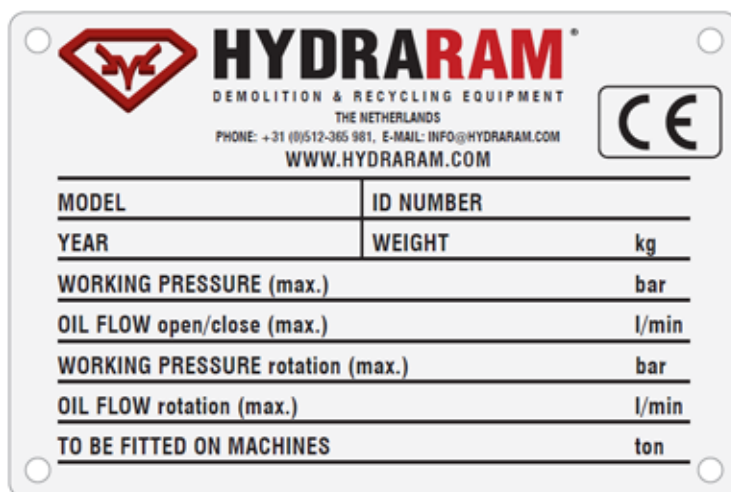 HYDRARAM®
DEMOLITION & RECYCLING EQUIPMENT
THE NETHERLANDS
PHONE: +31 (0)512-365 981, E-MAIL: INFO@HYDRARAM.COM
WWW.HYDRARAM.COM
CE
MODEL ID NUMBER
YEAR WEIGHT kg
WORKING PRESSURE (max.) bar
OIL FLOW open/close (max.) l/min
WORKING PRESSURE rotation (max.) bar
OIL FLOW rotation (max.) l/min
TO BE FITTED ON MACHINES ton